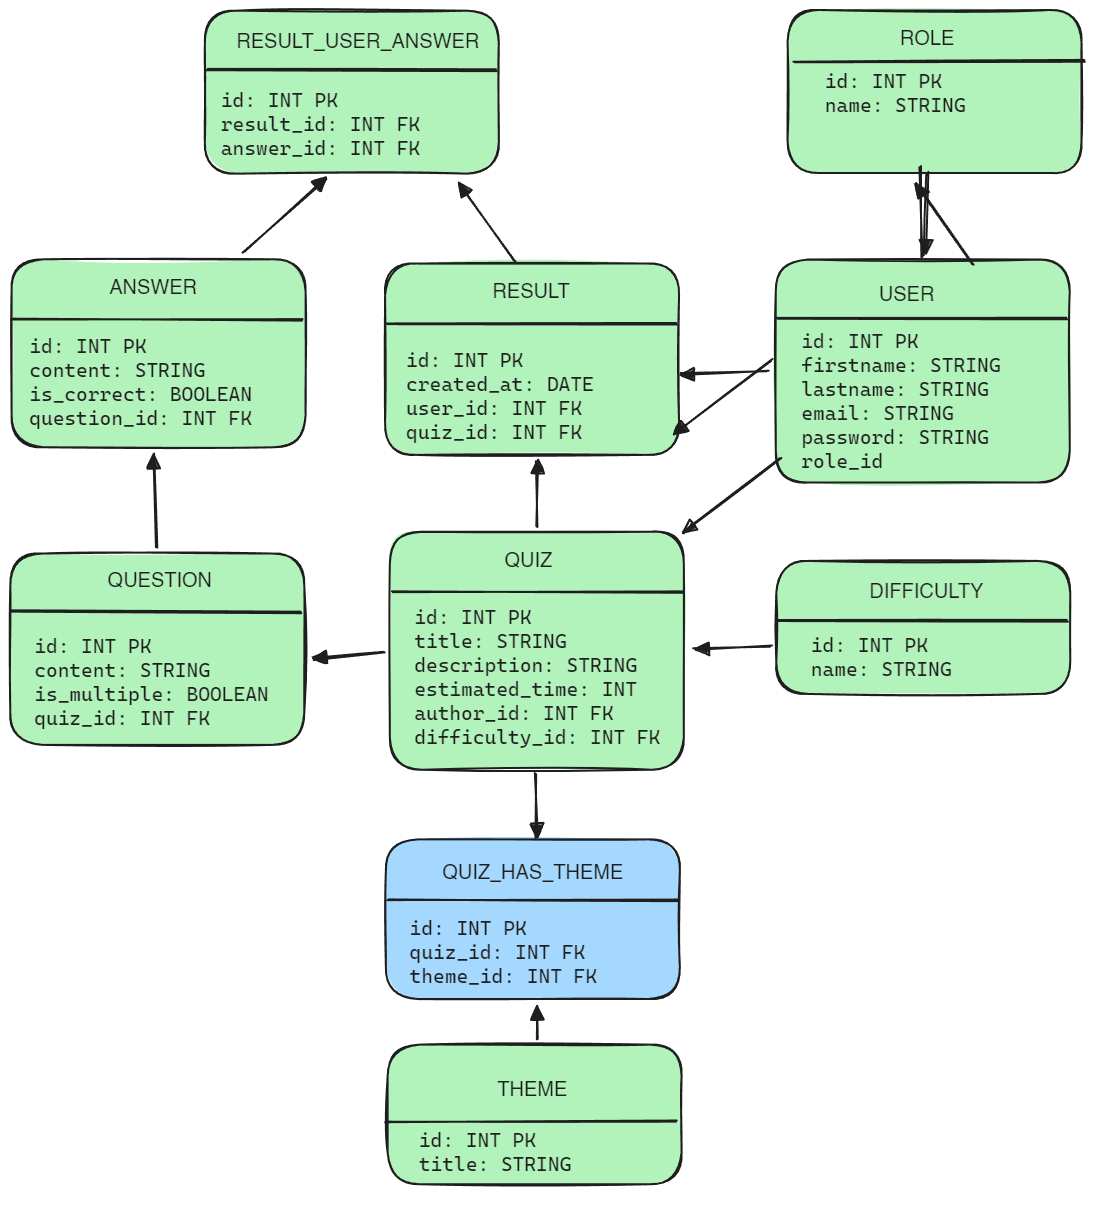 RESULT_USER_ANSWER
id: INT PK
result_id: INT FK
answer_id: INT FK
ROLE
id: INT PK
name: STRING
ANSWER
id: INT PK
content: STRING
is_correct: BOOLEAN
question_id: INT FK
RESULT
id: INT PK
created_at: DATE
user_id: INT FK
quiz_id: INT FK
USER
id: INT PK
firstname: STRING
lastname: STRING
email: STRING
password: STRING
role_id
QUESTION
id: INT PK
content: STRING
is_multiple: BOOLEAN
quiz_id: INT FK
QUIZ
id: INT PK
title: STRING
description: STRING
estimated_time: INT
author_id: INT FK
difficulty_id: INT FK
DIFFICULTY
id: INT PK
name: STRING
QUIZ_HAS_THEME
id: INT PK
quiz_id: INT FK
theme_id: INT FK
THEME
id: INT PK
title: STRING